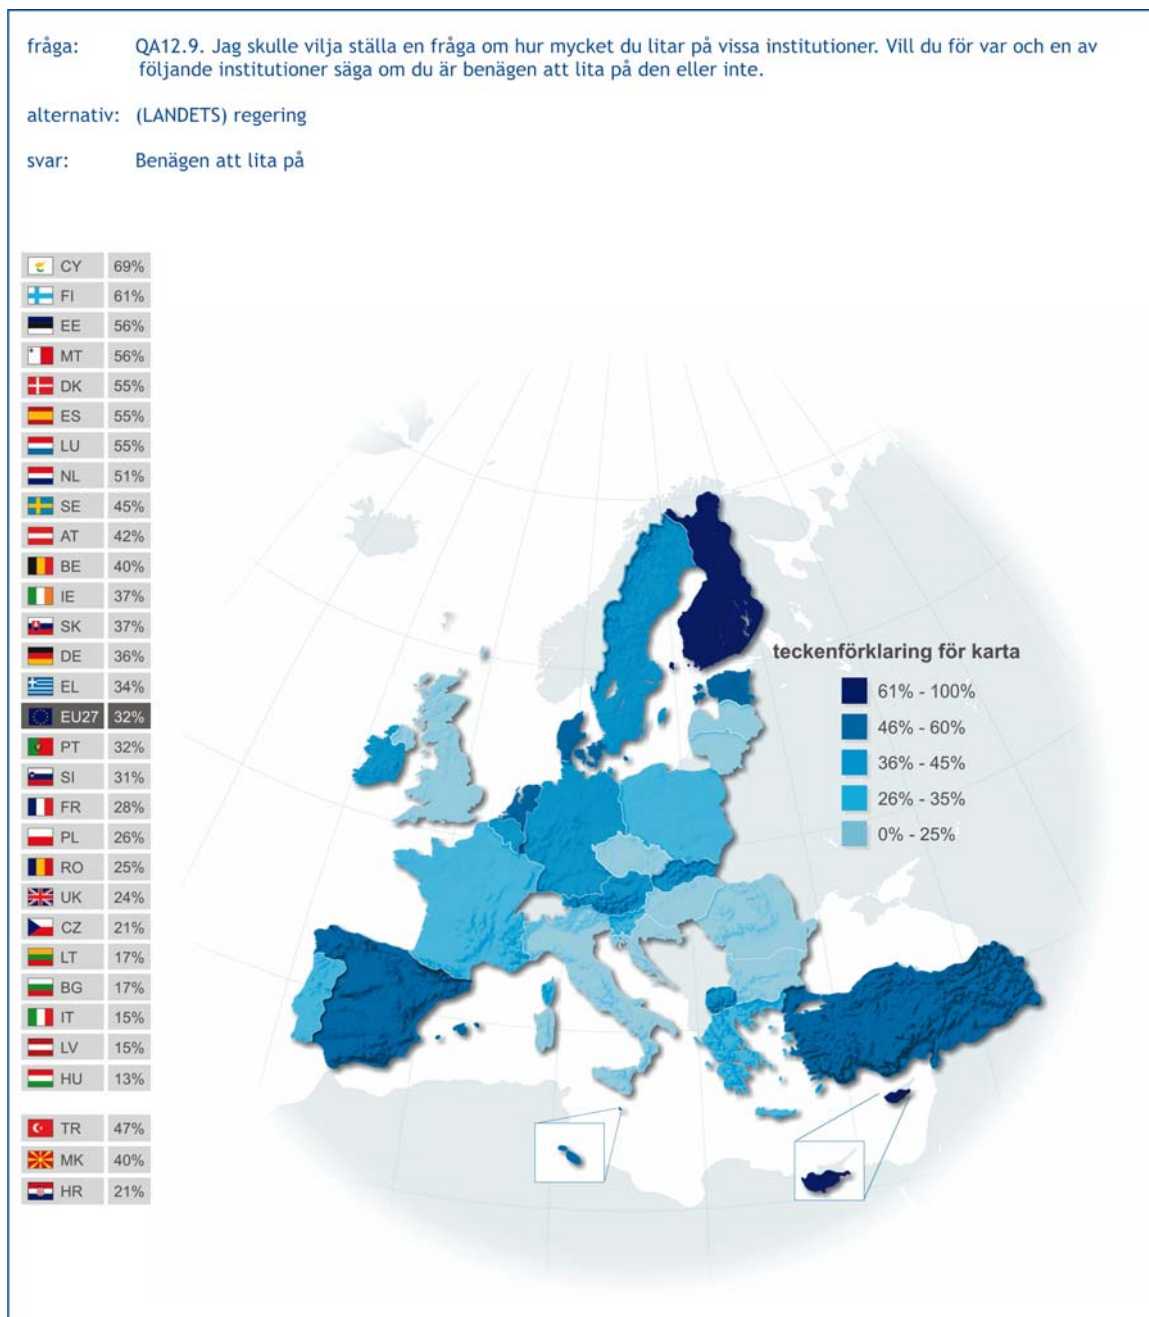 fråga: QA12.9. Jag skulle vilja ställa en fråga om hur mycket du litar på vissa institutioner. Vill du för var och en av
följande institutioner säga om du är benägen att lita på den eller inte.
alternativ: (LANDETS) regering
svar: Benägen att lita på
CY 69%
FI 61%
EE 56%
MT 56%
DK 55%
ES 55%
LU 55%
NL 51%
SE 45%
AT 42%
BE 40%
IE 37%
SK 37%
DE 36%
EL 34%
EU27 32%
PT 32%
SI 31%
FR 28%
PL 26%
RO 25%
UK 24%
CZ 21%
LT 17%
BG 17%
IT 15%
LV 15%
HU 13%
TR 47%
MK 40%
HR 21%
teckenförklaring för karta
61% - 100%
46% - 60%
36% - 45%
26% - 35%
0% - 25%